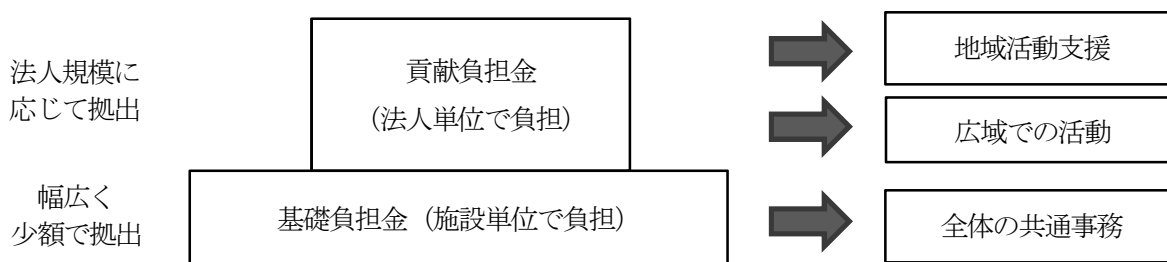 法人規模に
応じて拠出
貢献負担金
（法人単位で負担）
地域活動支援
広域での活動
幅広く
少額で拠出
基礎負担金（施設単位で負担）
全体の共通事務